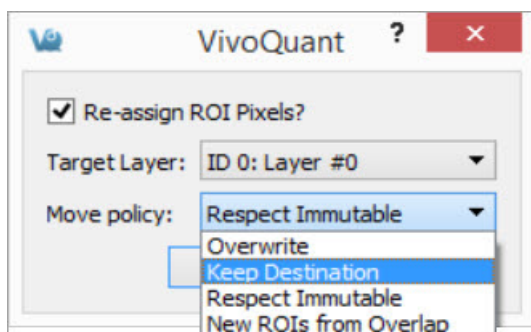 VivoQuant ? ×
Re-assign ROI Pixels?
Target Layer: ID 0: Layer #0
Move policy: Respect Immutable
Overwrite
Keep Destination
Respect Immutable
New ROIs from Overlap